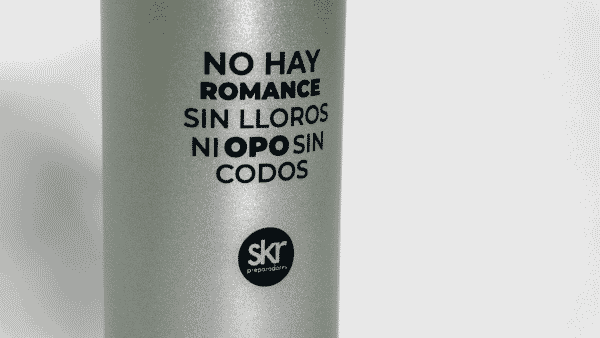 NO HAY
ROMANCE
SIN LLOROS
NI OPO SIN
CODOS
skr
preparadores